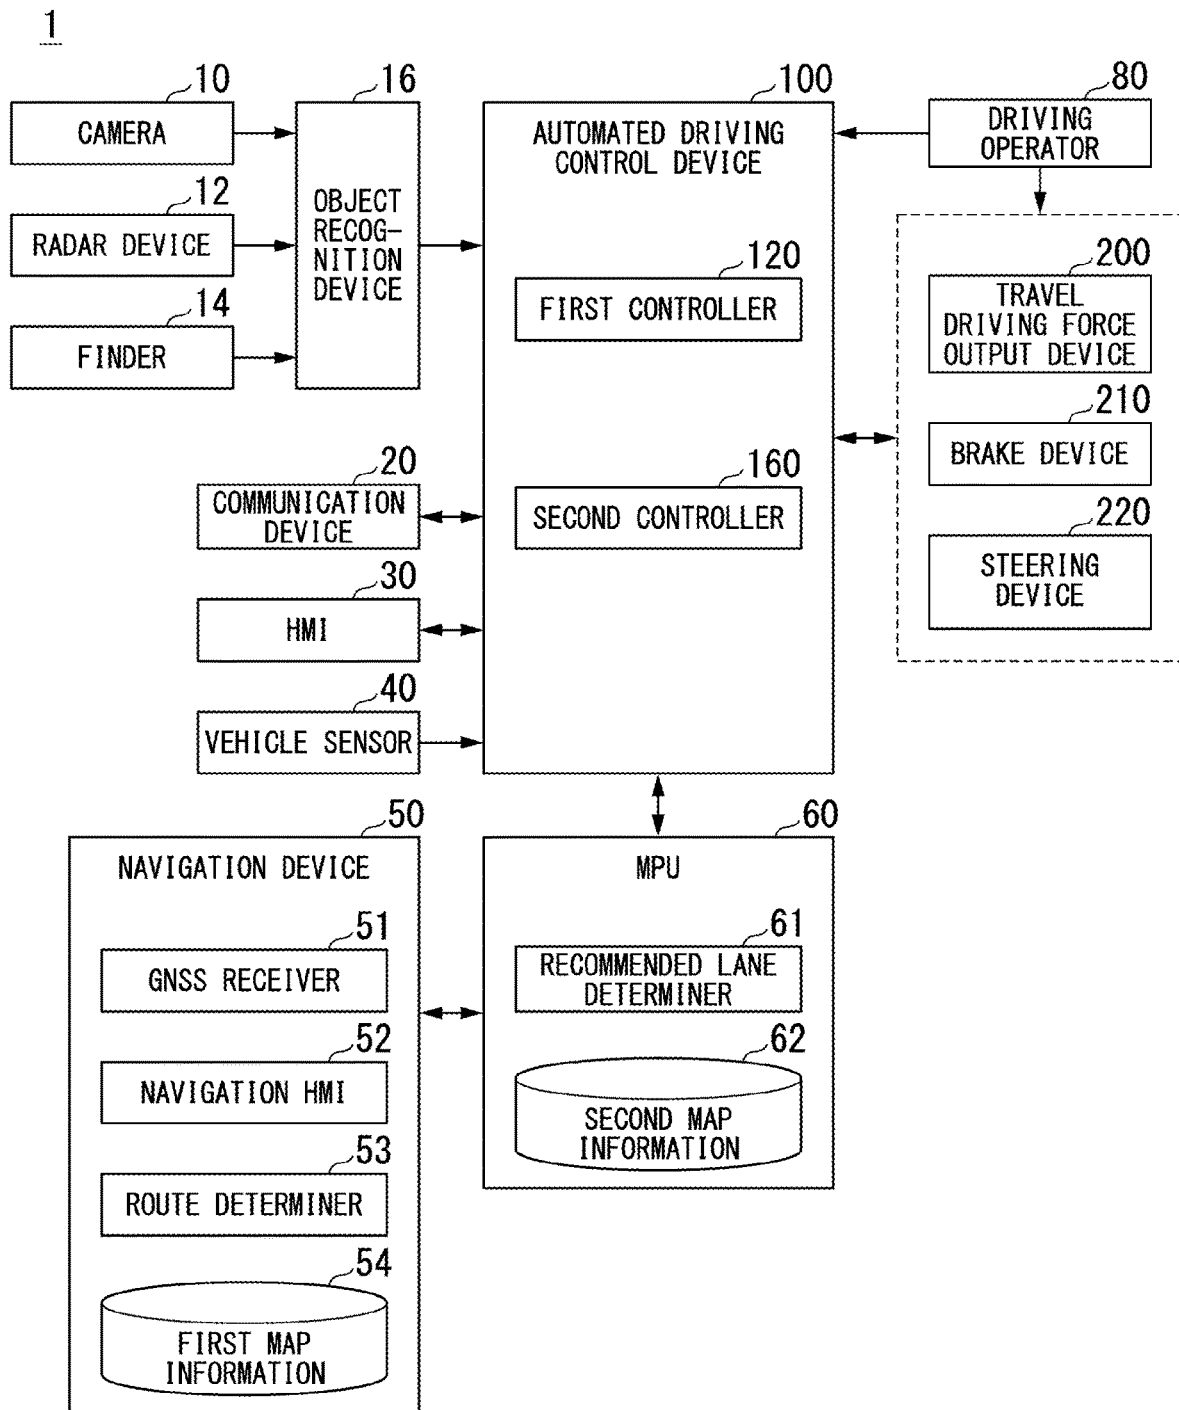 1
10
CAMERA
12
RADAR DEVICE
14
FINDER
16
OBJECT
RECOG-
NITION
DEVICE
100
AUTOMATED DRIVING
CONTROL DEVICE
120
FIRST CONTROLLER
160
SECOND CONTROLLER
80
DRIVING
OPERATOR
200
TRAVEL
DRIVING FORCE
OUTPUT DEVICE
210
BRAKE DEVICE
220
STEERING
DEVICE
20
COMMUNICATION
DEVICE
30
HMI
40
VEHICLE SENSOR
50
NAVIGATION DEVICE
51
GNSS RECEIVER
52
NAVIGATION HMI
53
ROUTE DETERMINER
54
FIRST MAP
INFORMATION
60
MPU
61
RECOMMENDED LANE
DETERMINER
62
SECOND MAP
INFORMATION